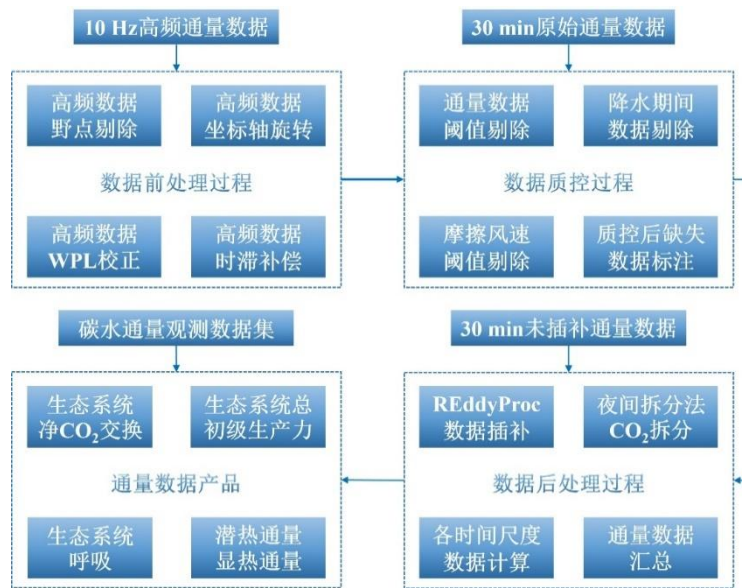 10 Hz高频通量数据
高频数据
野点剔除
高频数据
坐标轴旋转
数据前处理过程
高频数据
WPL校正
高频数据
时滞补偿
30 min原始通量数据
通量数据
阈值剔除
降水期间
数据剔除
数据质控过程
摩擦风速
阈值剔除
质控后缺失
数据标注
30 min未插补通量数据
REddyProc
数据插补
夜间拆分法
CO₂拆分
数据后处理过程
各时间尺度
数据计算
通量数据
汇总
碳水通量观测数据集
生态系统
净CO₂交换
生态系统总
初级生产力
通量数据产品
生态系统
呼吸
潜热通量
显热通量